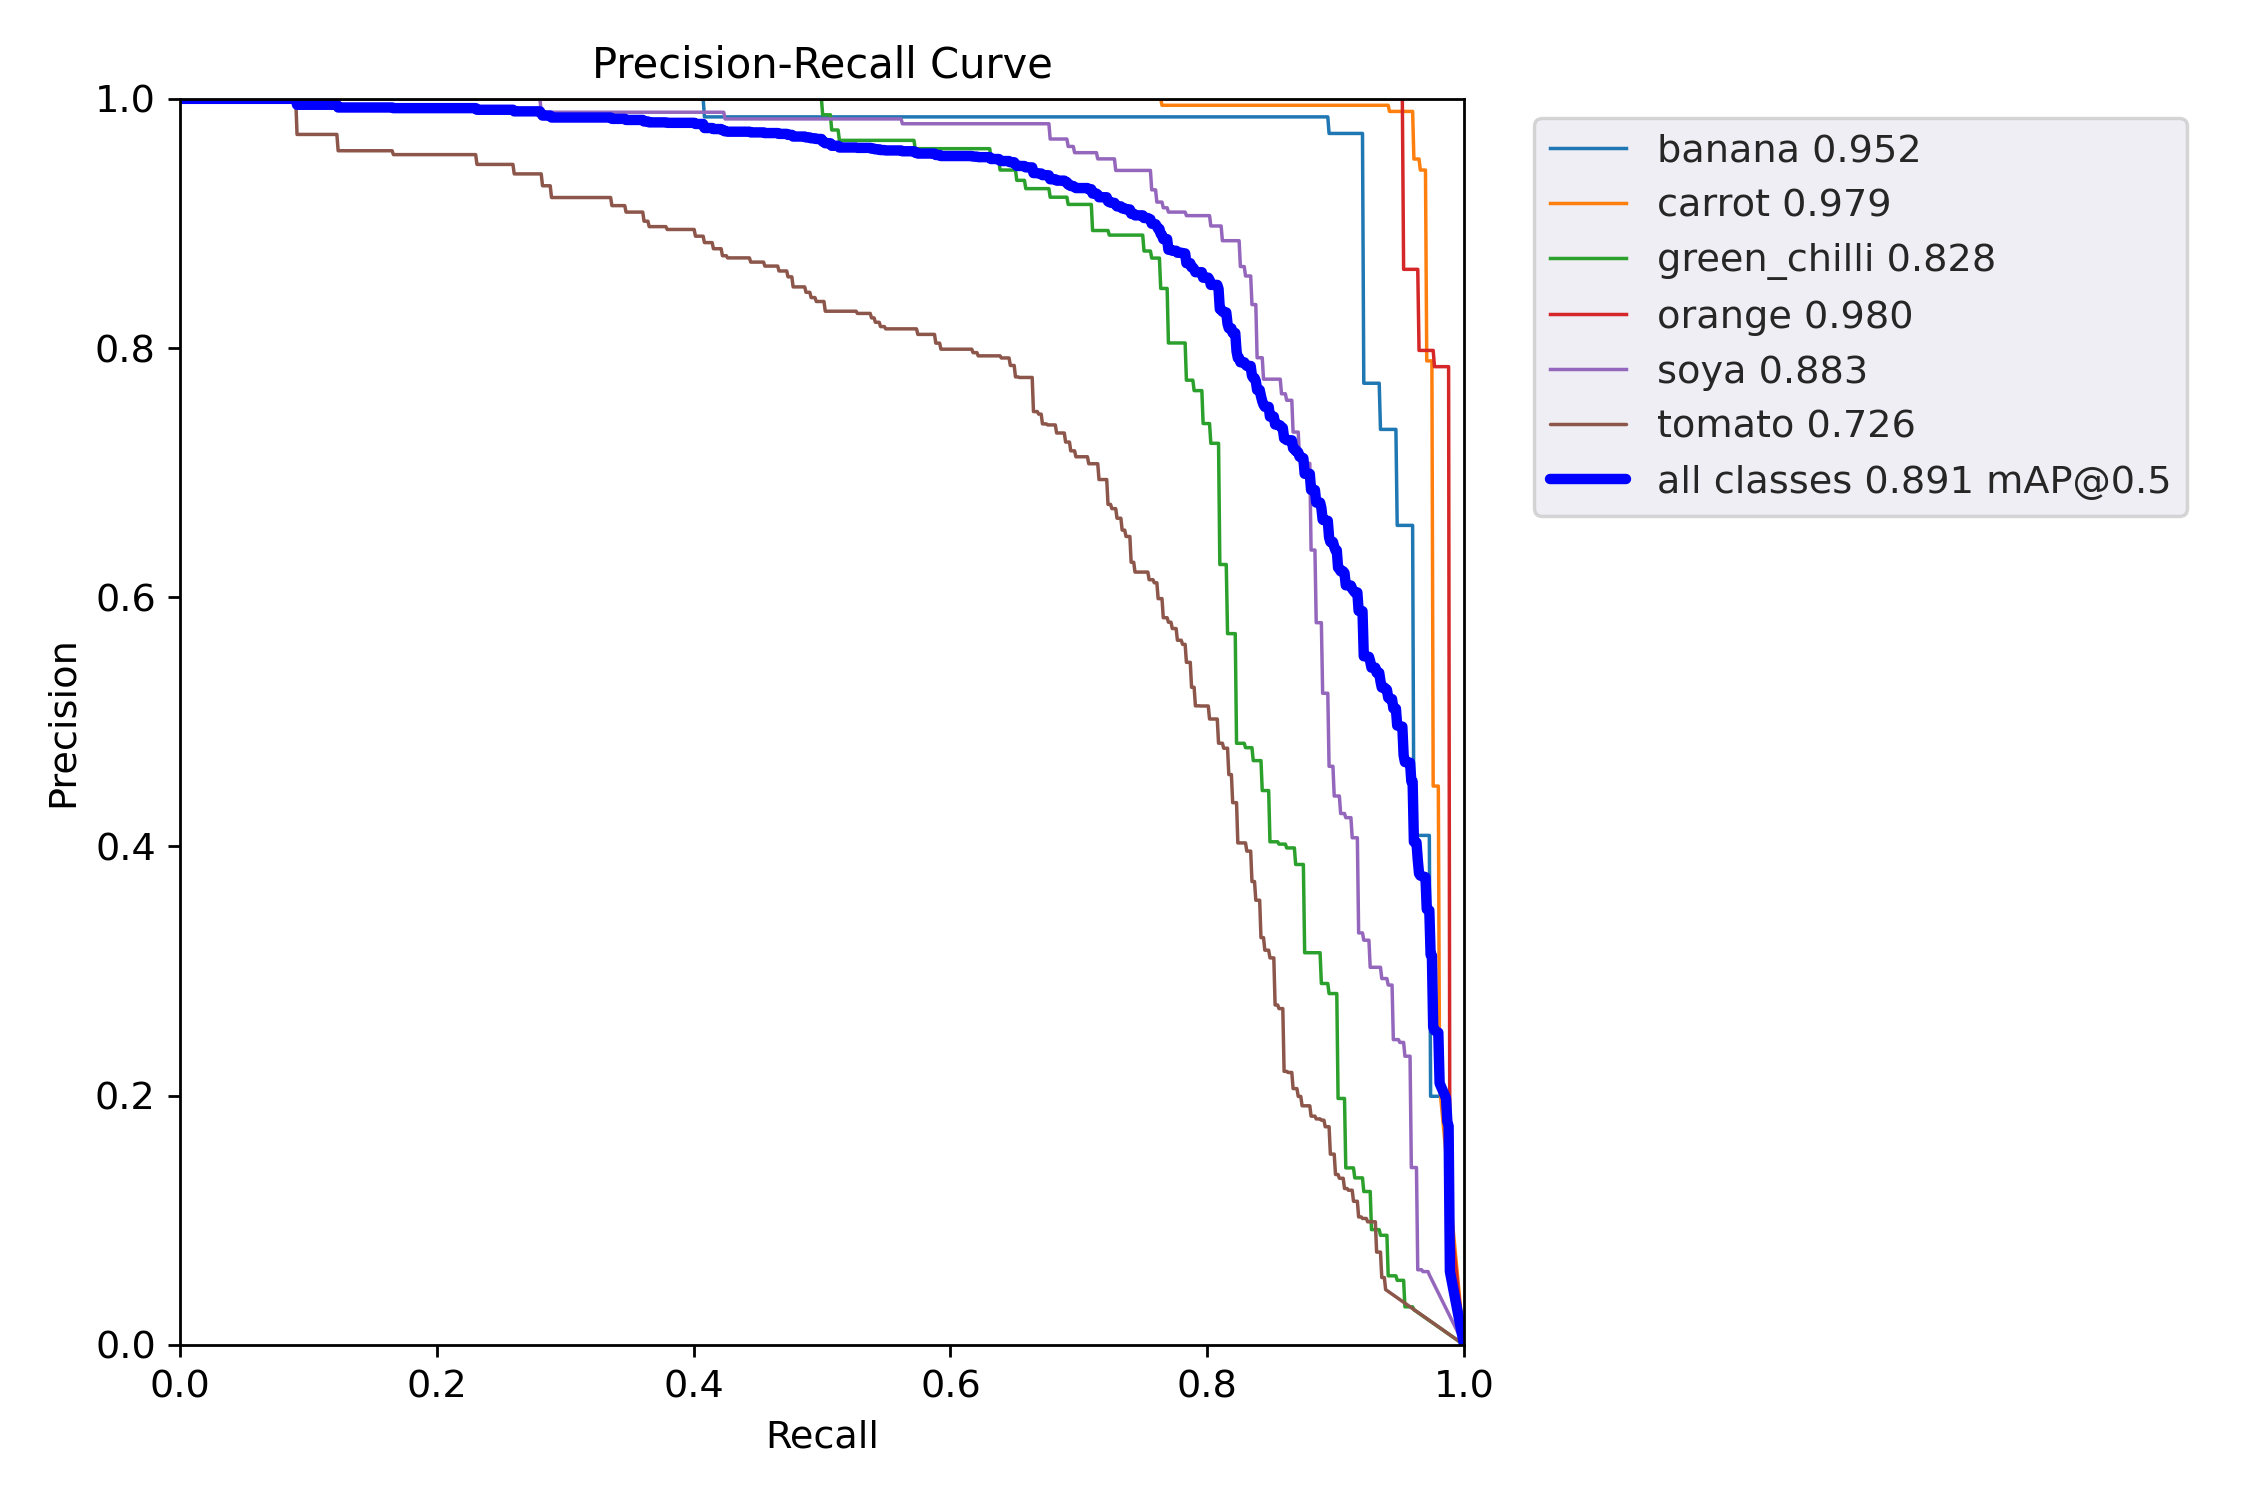 Precision-Recall Curve
1.0
0.8
0.6
0.4
0.2
0.0
Precision
0.0 0.2 0.4 0.6 0.8 1.0
Recall
banana 0.952
carrot 0.979
green_chilli 0.828
orange 0.980
soya 0.883
tomato 0.726
all classes 0.891 mAP@0.5